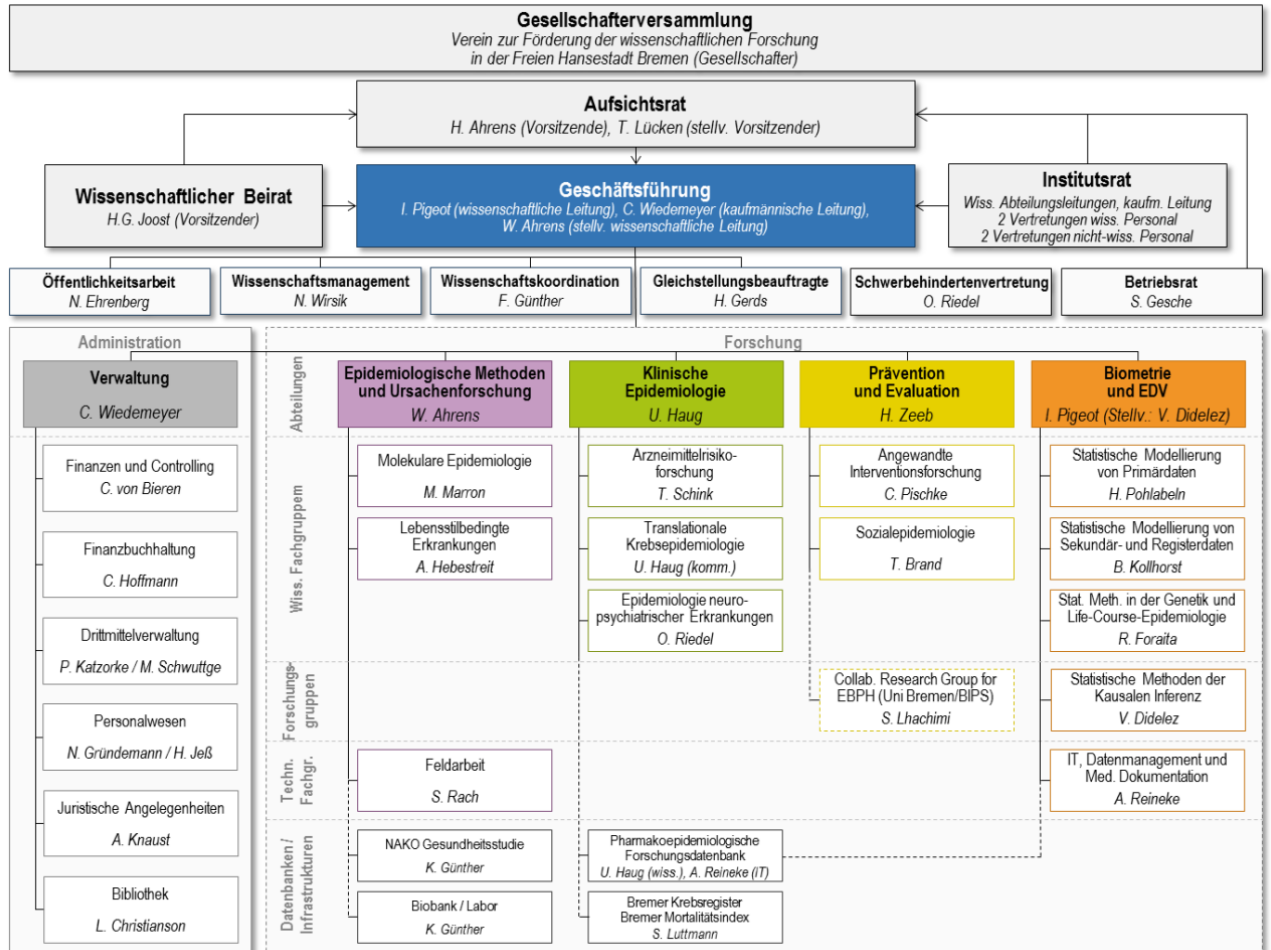 Gesellschafterversammlung
Verein zur Förderung der wissenschaftlichen Forschung
in der Freien Hansestadt Bremen (Gesellschafter)
Aufsichtsrat
H. Ahrens (Vorsitzende), T. Lücken (stellv. Vorsitzender)
Wissenschaftlicher Beirat
H.G. Joost (Vorsitzender)
Geschäftsführung
I. Pigeot (wissenschaftliche Leitung), C. Wiedemeyer (kaufmännische Leitung),
W. Ahrens (stellv. wissenschaftliche Leitung)
Institutsrat
Wiss. Abteilungsleitungen, kaufm. Leitung
2 Vertretungen wiss. Personal
2 Vertretungen nicht-wiss. Personal
Öffentlichkeitsarbeit
N. Ehrenberg
Wissenschaftsmanagement
N. Wirsik
Wissenschaftskoordination
F. Günther
Gleichstellungsbeauftragte
H. Gerds
Schwerbehindertenvertretung
O. Riedel
Betriebsrat
S. Gesche
Administration
Verwaltung
C. Wiedemeyer
Finanzen und Controlling
C. von Bieren
Finanzbuchhaltung
C. Hoffmann
Drittmittelverwaltung
P. Katzorke / M. Schwuttge
Personalwesen
N. Gründemann / H. Jeß
Juristische Angelegenheiten
A. Knaust
Bibliothek
L. Christianson
Forschung
Abteilungen
Epidemiologische Methoden
und Ursachenforschung
W. Ahrens
Klinische
Epidemiologie
U. Haug
Prävention
und Evaluation
H. Zeeb
Biometrie
und EDV
I. Pigeot (Stellv.: V. Didelez)
Wiss. Fachgruppem
Molekulare Epidemiologie
M. Marron
Lebensstilbedingte
Erkrankungen
A. Hebestreit
Arzneimittelrisiko-
forschung
T. Schink
Translationale
Krebsepidemiologie
U. Haug (komm.)
Epidemiologie neuro-
psychiatrischer Erkrankungen
O. Riedel
Angewandte
Interventionsforschung
C. Pischke
Sozialepidemiologie
T. Brand
Statistische Modellierung
von Primärdaten
H. Pohlabeln
Statistische Modellierung von
Sekundär- und Registerdaten
B. Kollhorst
Stat. Meth. in der Genetik und
Life-Course-Epidemiologie
R. Foraita
Forschungs-
gruppen
Collab. Research Group for
EBPH (Uni Bremen/BIPS)
S. Lhachimi
Statistische Methoden der
Kausalen Inferenz
V. Didelez
Techn.
Fachgr.
Feldarbeit
S. Rach
IT, Datenmanagement und
Med. Dokumentation
A. Reineke
Datenbanken /
Infrastrukturen
NAKO Gesundheitsstudie
K. Günther
Biobank / Labor
K. Günther
Pharmakoepidemiologische
Forschungsdatenbank
U. Haug (wiss.), A. Reineke (IT)
Bremer Krebsregister
Bremer Mortalitätsindex
S. Luttmann